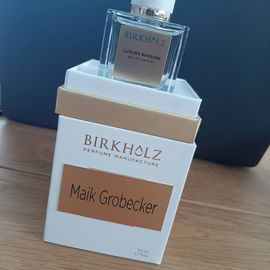 BIRKHOLZ
LUXURY PASSION
eau de parfum
BIRKHOLZ
PERFUME MANUFACTURE
Maik Grobecker